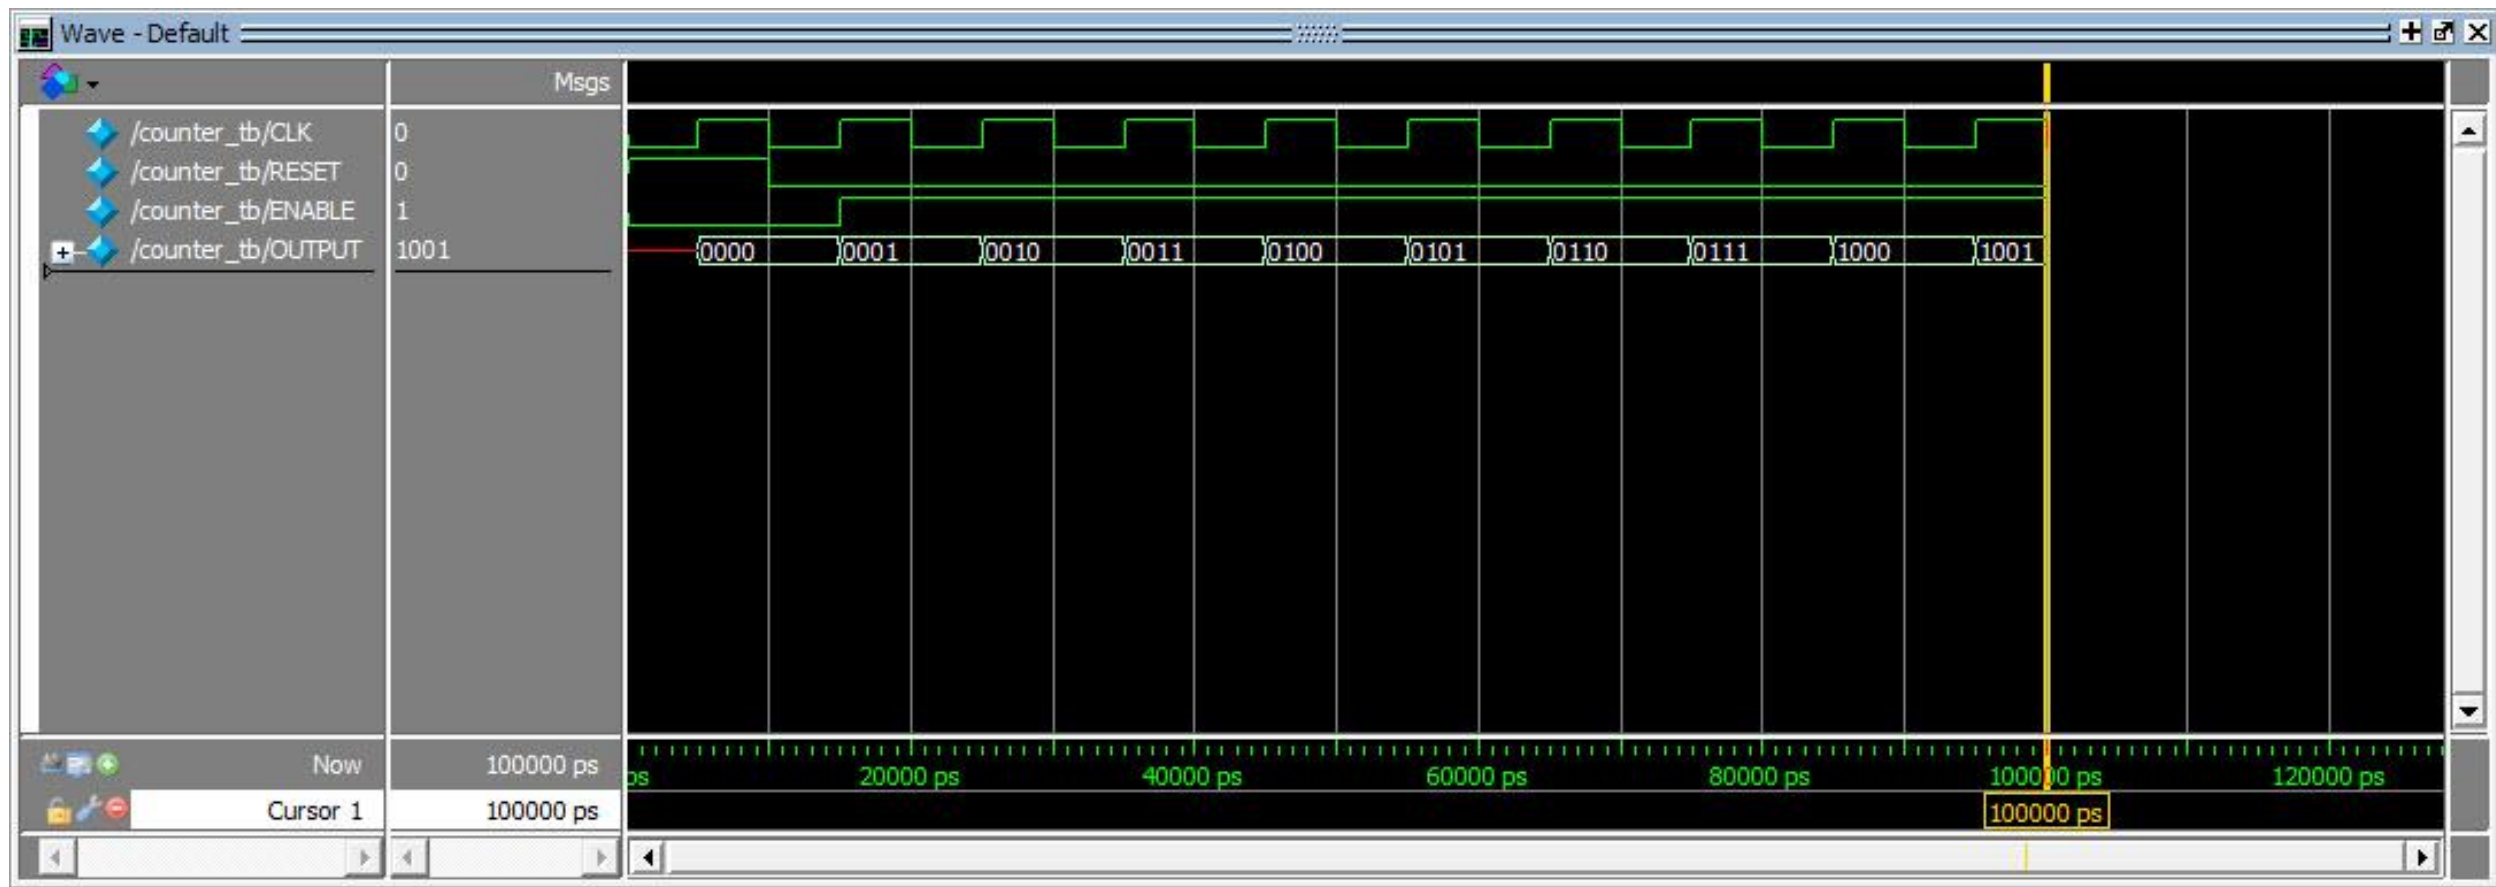 Wave - Default
Msgs
/counter_tb/CLK 0
/counter_tb/RESET 0
/counter_tb/ENABLE 1
/counter_tb/OUTPUT 1001 0000 0001 0010 0011 0100 0101 0110 0111 1000 1001
Now 100000 ps ps 20000 ps 40000 ps 60000 ps 80000 ps 100000 ps 120000 ps
Cursor 1 100000 ps 100000 ps